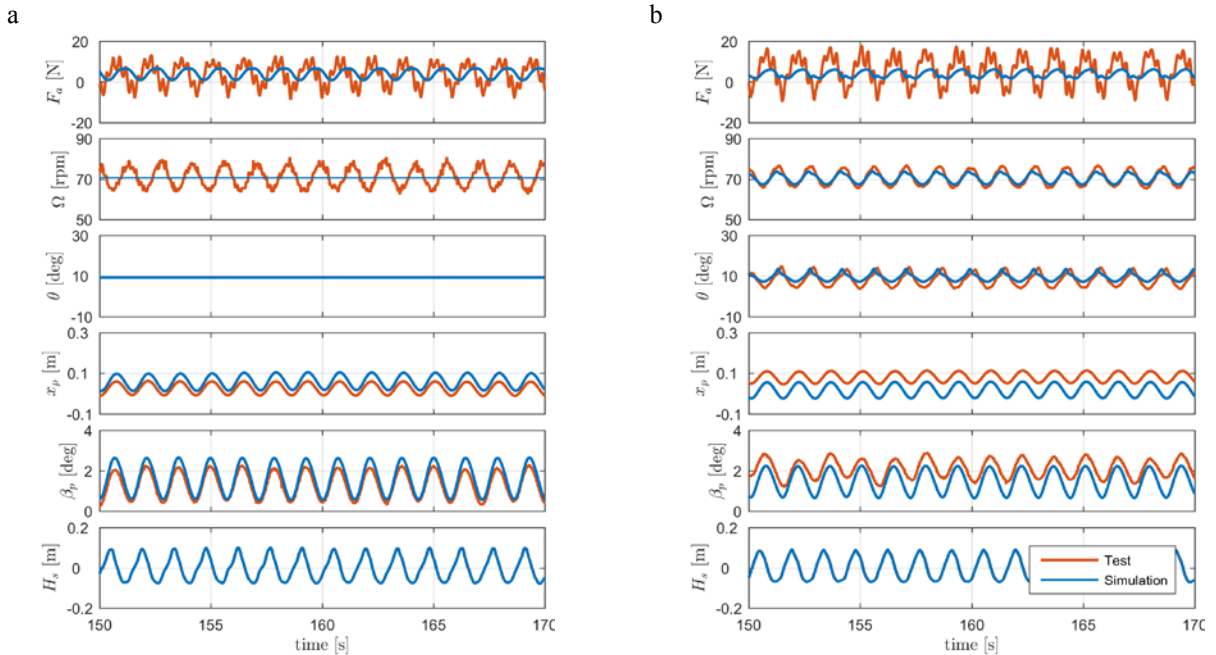 a
b
20
0
-20
F_a [N]
90
70
50
Ω [rpm]
30
10
-10
θ [deg]
0.3
0.1
-0.1
x_p [m]
4
2
0
β_p [deg]
0.2
0
-0.2
H_s [m]
150
155
160
165
170
time [s]
20
0
-20
F_a [N]
90
70
50
Ω [rpm]
30
10
-10
θ [deg]
0.3
0.1
-0.1
x_p [m]
4
2
0
β_p [deg]
0.2
0
-0.2
H_s [m]
Test
Simulation
150
155
160
165
170
time [s]